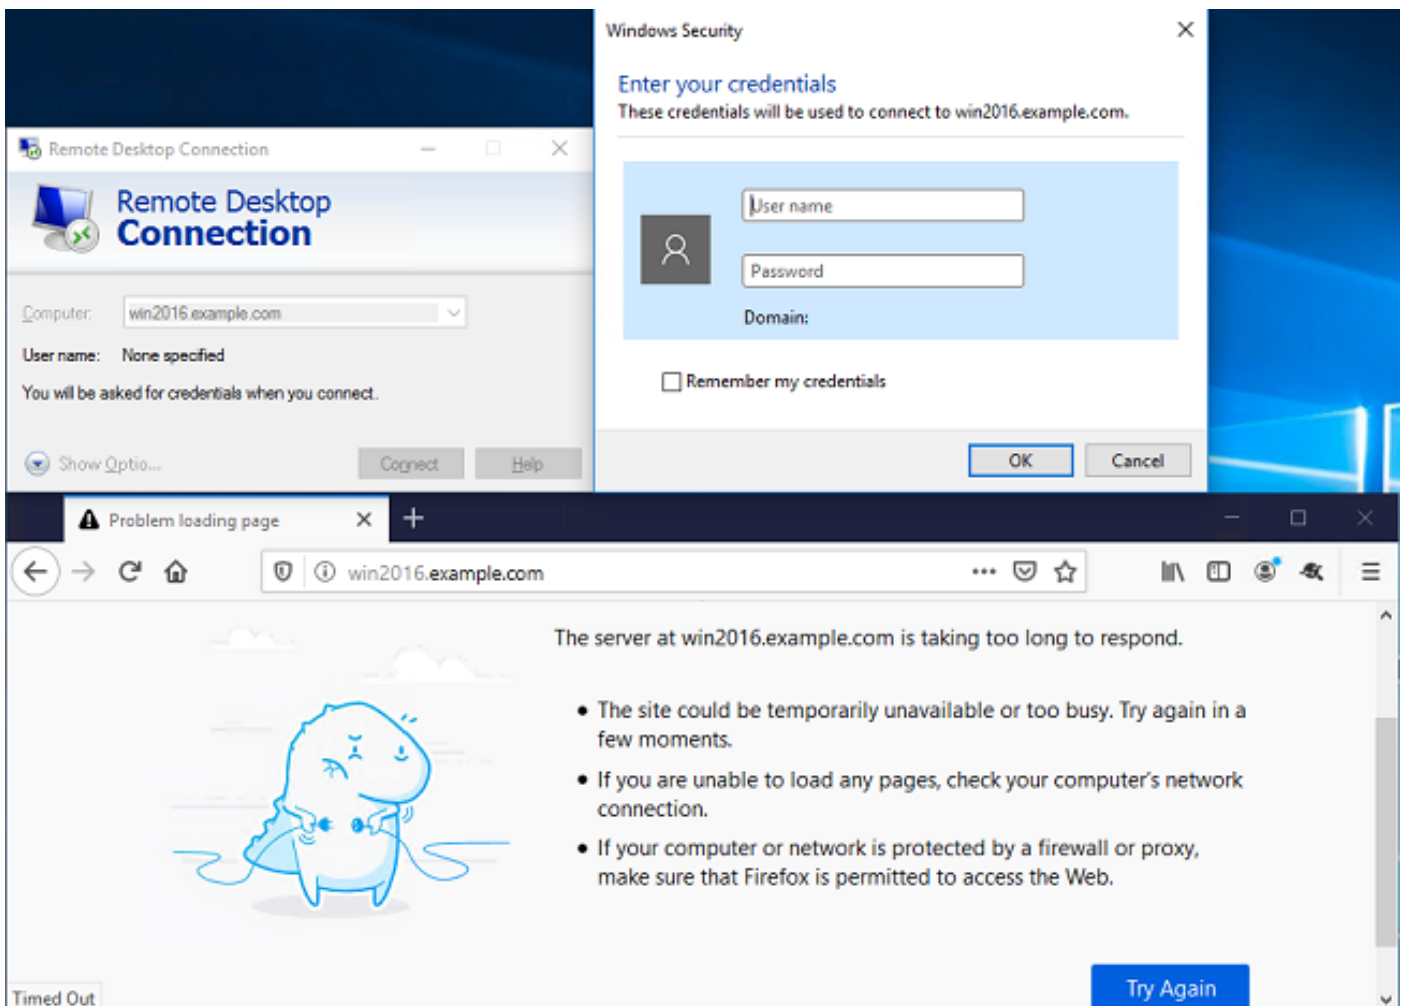 Windows Security
Enter your credentials
These credentials will be used to connect to win2016.example.com.
Remote Desktop Connection
Remote Desktop
Connection
User name
Password
Domain:
Computer:
win2016.example.com
User name: None specified
You will be asked for credentials when you connect.
Remember my credentials
Show Optio...
Connect
Help
OK
Cancel
Problem loading page
win2016.example.com
The server at win2016.example.com is taking too long to respond.
The site could be temporarily unavailable or too busy. Try again in a
few moments.
If you are unable to load any pages, check your computer's network
connection.
If your computer or network is protected by a firewall or proxy,
make sure that Firefox is permitted to access the Web.
Timed Out
Try Again